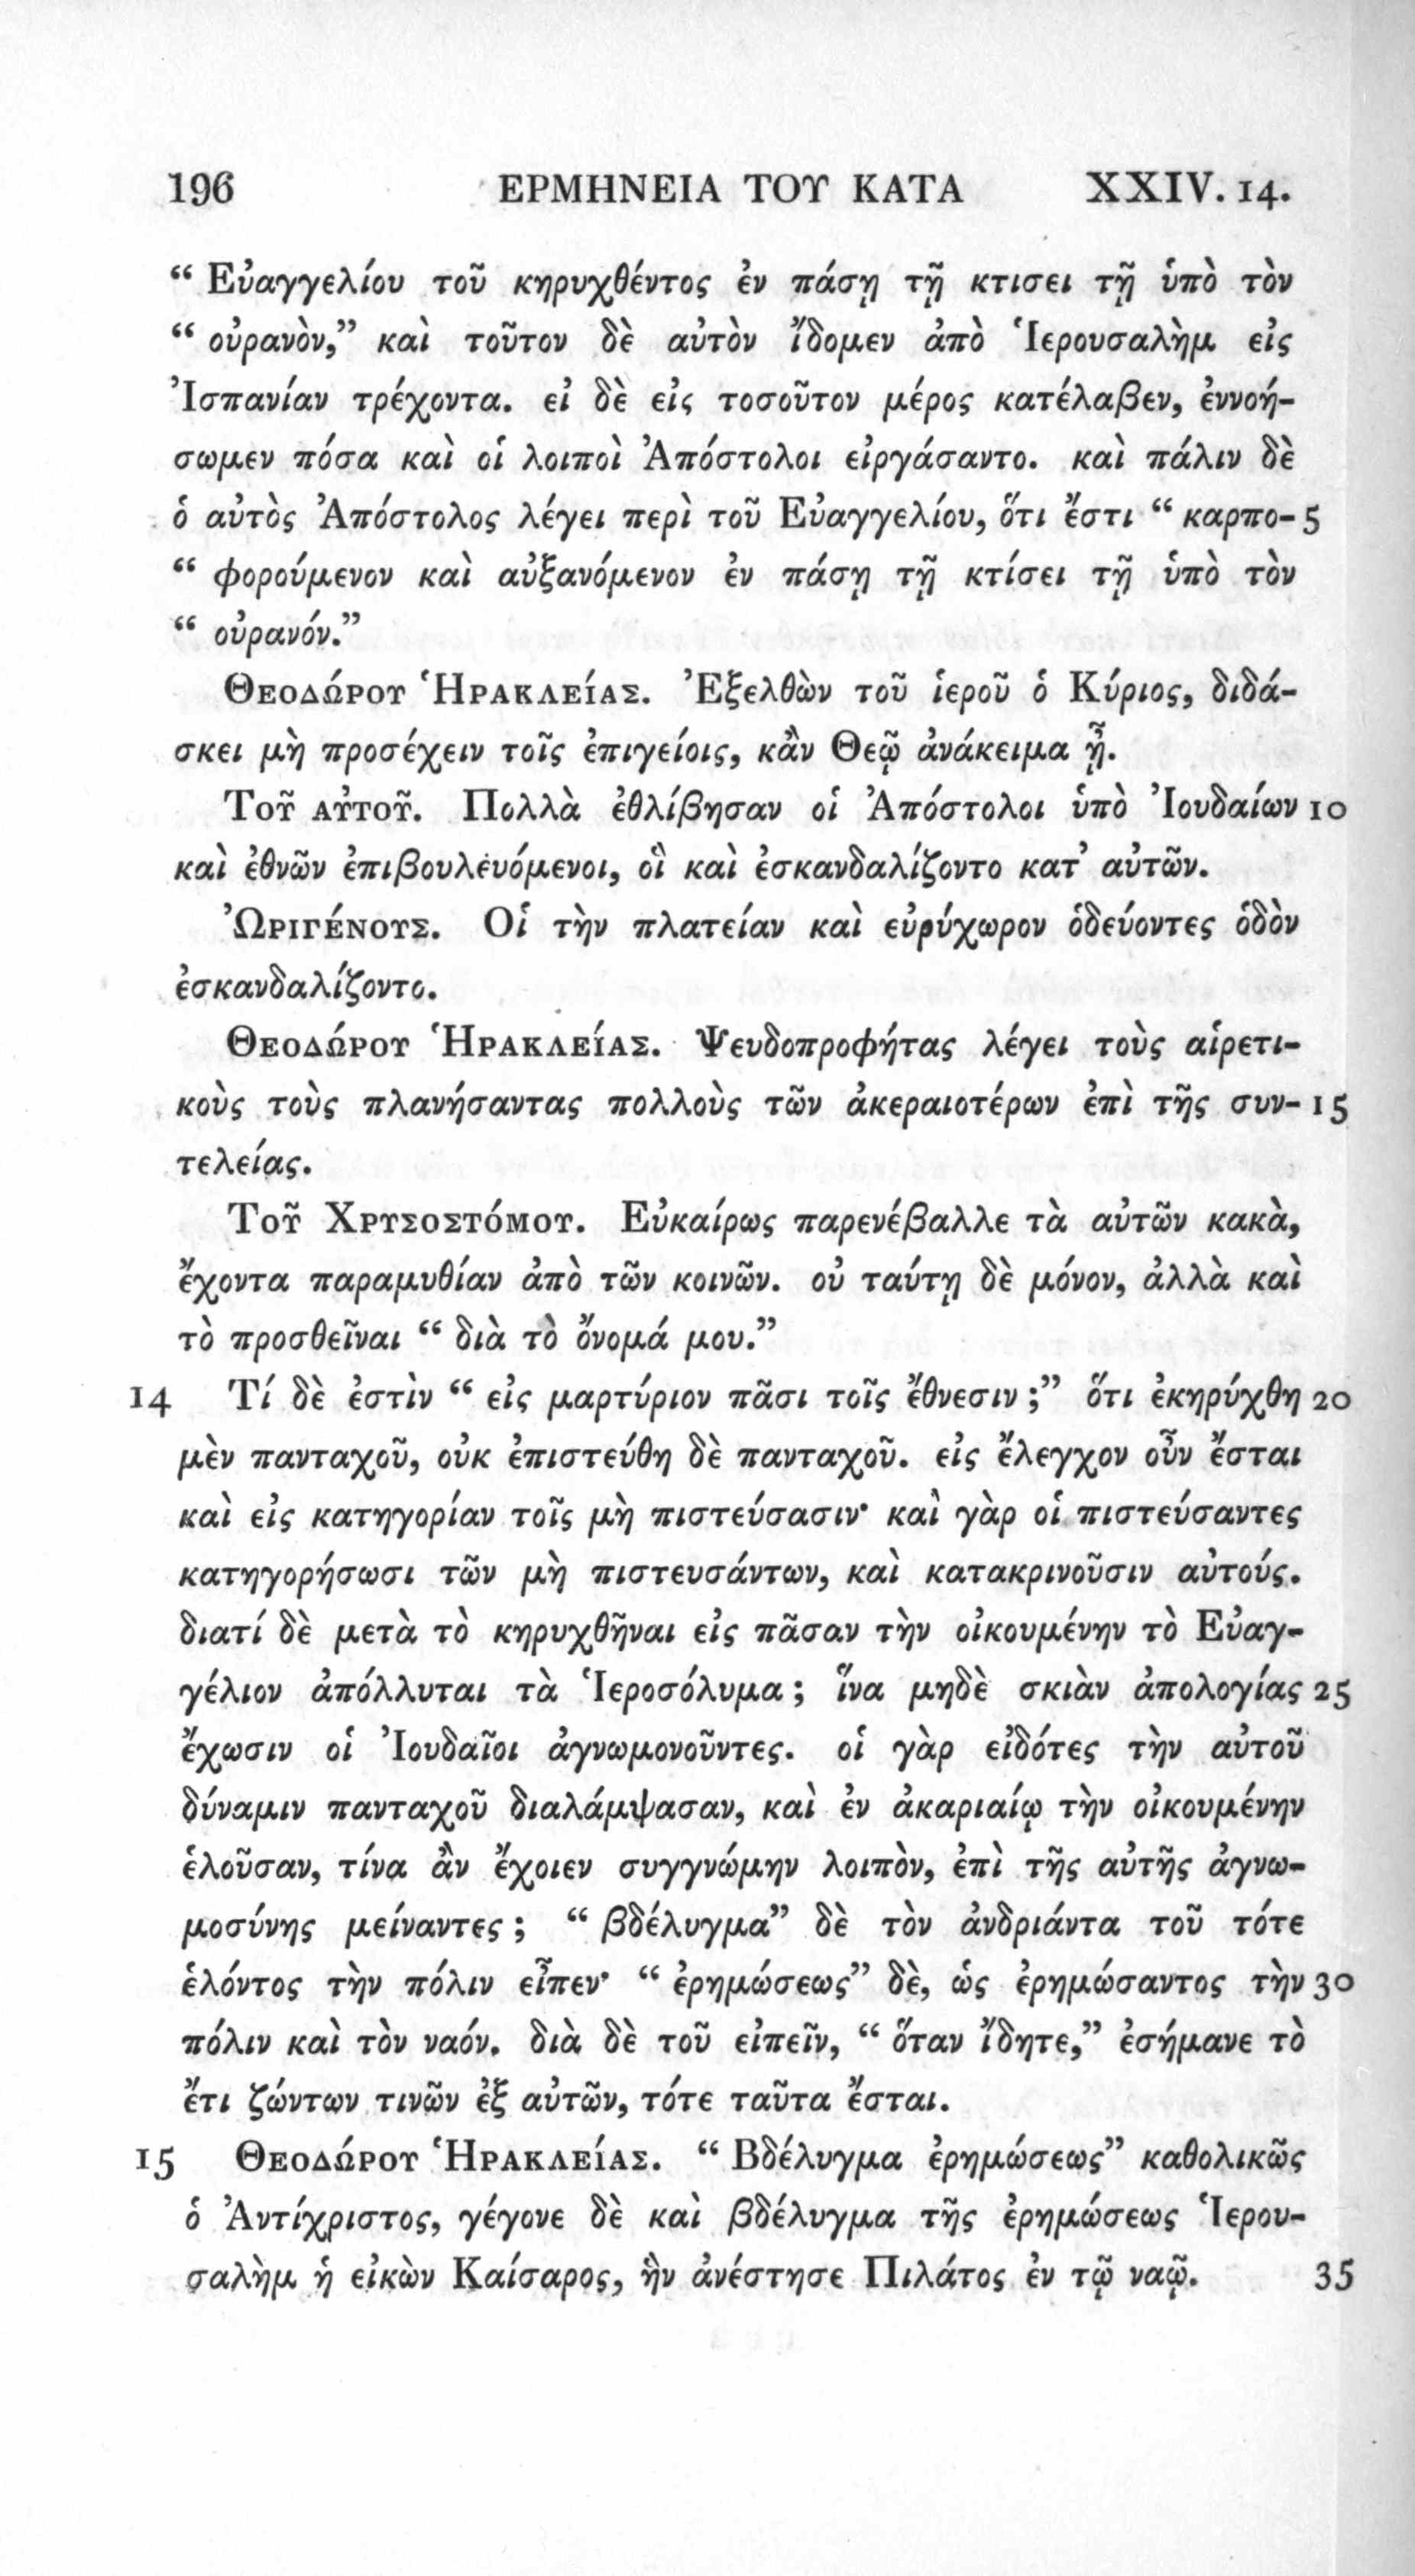 196 ΕΡΜΗΝΕΙΑ ΤΟΥ ΚΑΤΑ XXIV. 14.
“ Εὐαγγελίου τοῦ κηρυχθέντος ἐν πάσῃ τῇ κτισει τῇ ὑπὸ τὸν
“ οὐρανὸν,” καὶ τοῦτον δὲ αὐτὸν ἴδομεν ἀπὸ Ἱερουσαλὴμ εἰς
Ἰσπανίαν τρέχοντα. εἰ δὲ εἰς τοσοῦτον μέρος κατέλαβεν, ἐννοή-
σωμεν πόσα καὶ οἱ λοιποὶ Ἀπόστολοι εἰργάσαντο. καὶ πάλιν δὲ
ὁ αὐτὸς Ἀπόστολος λέγει περὶ τοῦ Εὐαγγελίου, ὅτι ἔστι “ καρπο- 5
“ φορούμενον καὶ αὐξανόμενον ἐν πάσῃ τῇ κτίσει τῇ ὑπὸ τὸν
“ οὐρανόν.”
Θεοδώρου Ἡρακλείας. Ἐξελθὼν τοῦ ἱεροῦ ὁ Κύριος, διδά-
σκει μὴ προσέχειν τοῖς ἐπιγείοις, κἂν Θεῷ ἀνάκειμα ᾖ.
Τοῦ αὐτοῦ. Πολλὰ ἐθλίβησαν οἱ Ἀπόστολοι ὑπὸ Ἰουδαίων 10
καὶ ἐθνῶν ἐπιβουλευόμενοι, οἳ καὶ ἐσκανδαλίζοντο κατ’ αὐτῶν.
Ὠριγένους. Οἱ τὴν πλατείαν καὶ εὐρύχωρον ὁδεύοντες ὁδὸν
ἐσκανδαλίζοντο.
Θεοδώρου Ἡρακλείας. Ψευδοπροφήτας λέγει τοὺς αἱρετι-
κοὺς τοὺς πλανήσαντας πολλοὺς τῶν ἀκεραιοτέρων ἐπὶ τῆς συν- 15
τελείας.
Τοῦ Χρυσοστόμου. Εὐκαίρως παρενέβαλλε τὰ αὐτῶν κακὰ,
ἔχοντα παραμυθίαν ἀπὸ τῶν κοινῶν. οὐ ταύτῃ δὲ μόνον, ἀλλὰ καὶ
τὸ προσθεῖναι “ διὰ τὸ ὄνομά μου.”
14 Τί δὲ ἐστὶν “ εἰς μαρτύριον πᾶσι τοῖς ἔθνεσιν ;” ὅτι ἐκηρύχθη 20
μὲν πανταχοῦ, οὐκ ἐπιστεύθη δὲ πανταχοῦ. εἰς ἔλεγχον οὖν ἔσται
καὶ εἰς κατηγορίαν τοῖς μὴ πιστεύσασιν· καὶ γὰρ οἱ πιστεύσαντες
κατηγορήσωσι τῶν μὴ πιστευσάντων, καὶ κατακρινοῦσιν αὐτούς.
διατί δὲ μετὰ τὸ κηρυχθῆναι εἰς πᾶσαν τὴν οἰκουμένην τὸ Εὐαγ-
γέλιον ἀπόλλυται τὰ Ἱεροσόλυμα ; ἵνα μηδὲ σκιὰν ἀπολογίας 25
ἔχωσιν οἱ Ἰουδαῖοι ἀγνωμονοῦντες. οἱ γὰρ εἰδότες τὴν αὐτοῦ
δύναμιν πανταχοῦ διαλάμψασαν, καὶ ἐν ἀκαριαίῳ τὴν οἰκουμένην
ἑλοῦσαν, τίνα ἂν ἔχοιεν συγγνώμην λοιπὸν, ἐπὶ τῆς αὐτῆς ἀγνω-
μοσύνης μείναντες ; “ βδέλυγμα” δὲ τὸν ἀνδριάντα τοῦ τότε
ἑλόντος τὴν πόλιν εἶπεν· “ ἐρημώσεως” δὲ, ὡς ἐρημώσαντος τὴν 30
πόλιν καὶ τὸν ναόν. διὰ δὲ τοῦ εἰπεῖν, “ ὅταν ἴδητε,” ἐσήμανε τὸ
ἔτι ζώντων τινῶν ἐξ αὐτῶν, τότε ταῦτα ἔσται.
15 Θεοδώρου Ἡρακλείας. “ Βδέλυγμα ἐρημώσεως” καθολικῶς
ὁ Ἀντίχριστος, γέγονε δὲ καὶ βδέλυγμα τῆς ἐρημώσεως Ἱερου-
σαλὴμ ἡ εἰκὼν Καίσαρος, ἣν ἀνέστησε Πιλάτος ἐν τῷ ναῷ. 35